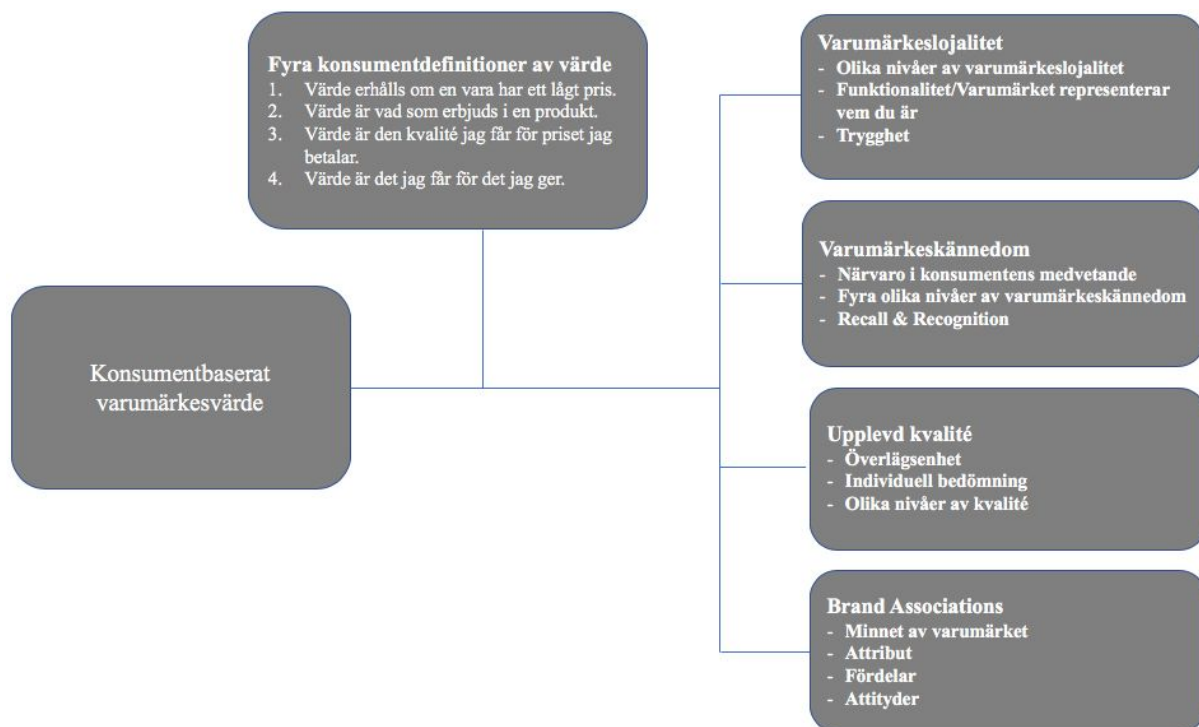 Fyra konsumentdefinitioner av värde
1. Värde erhålls om en vara har ett lågt pris.
2. Värde är vad som erbjuds i en produkt.
3. Värde är den kvalité jag får för priset jag
betalar.
4. Värde är det jag får för det jag ger.
Konsumentbaserat
varumärkesvärde
Varumärkeslojalitet
- Olika nivåer av varumärkeslojalitet
- Funktionalitet/Varumärket representerar
vem du är
- Trygghet
Varumärkeskännedom
- Närvaro i konsumentens medvetande
- Fyra olika nivåer av varumärkeskännedom
- Recall & Recognition
Upplevd kvalité
- Överlägsenhet
- Individuell bedömning
- Olika nivåer av kvalité
Brand Associations
- Minnet av varumärket
- Attribut
- Fördelar
- Attityder